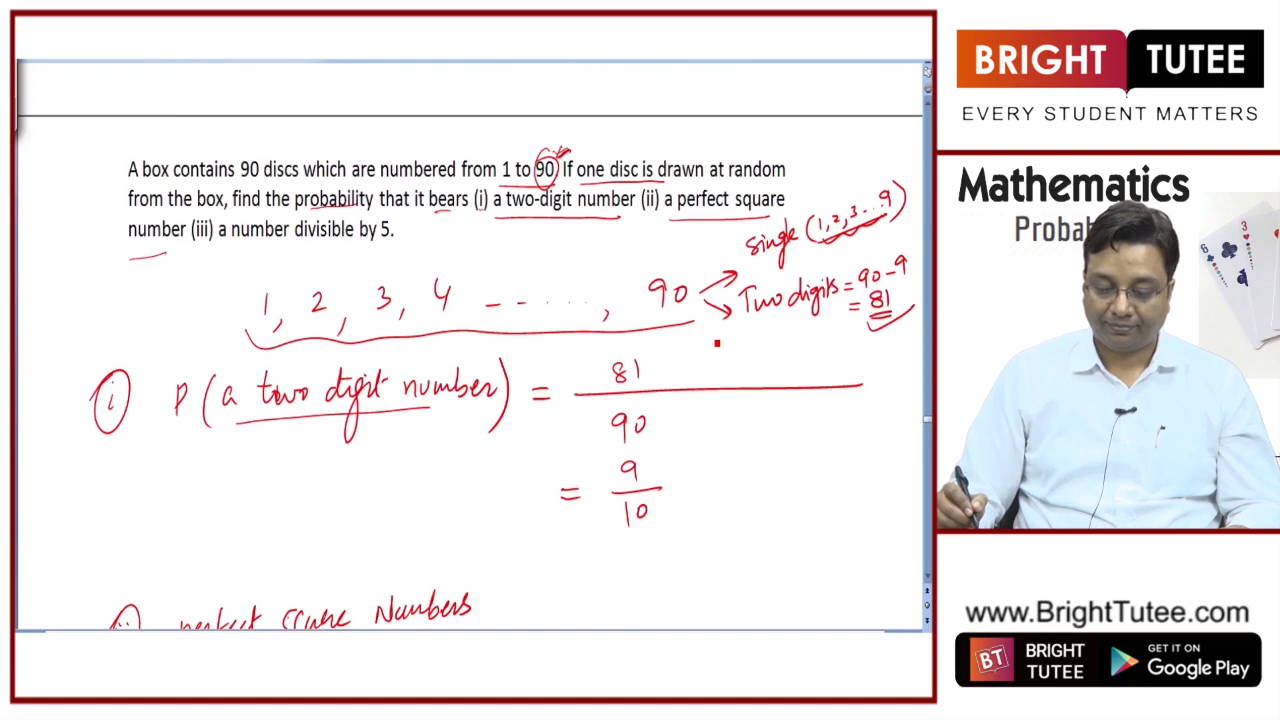 A box contains 90 discs which are numbered from 1 to 90. If one disc is drawn at random
from the box, find the probability that it bears (i) a two-digit number (ii) a perfect square
number (iii) a number divisible by 5.
single (1, 2, 3 - .. 9)
1, 2, 3, 4 - - ......, 90
Two digits = 90 - 9
= 81
i P (a two digit number) = 81
90
= 9
10
ii perfect square Numbers
BRIGHT TUTEE
EVERY STUDENT MATTERS
Mathematics
Probab
6
3
www.BrightTutee.com
BT BRIGHT TUTEE
GET IT ON
Google Play